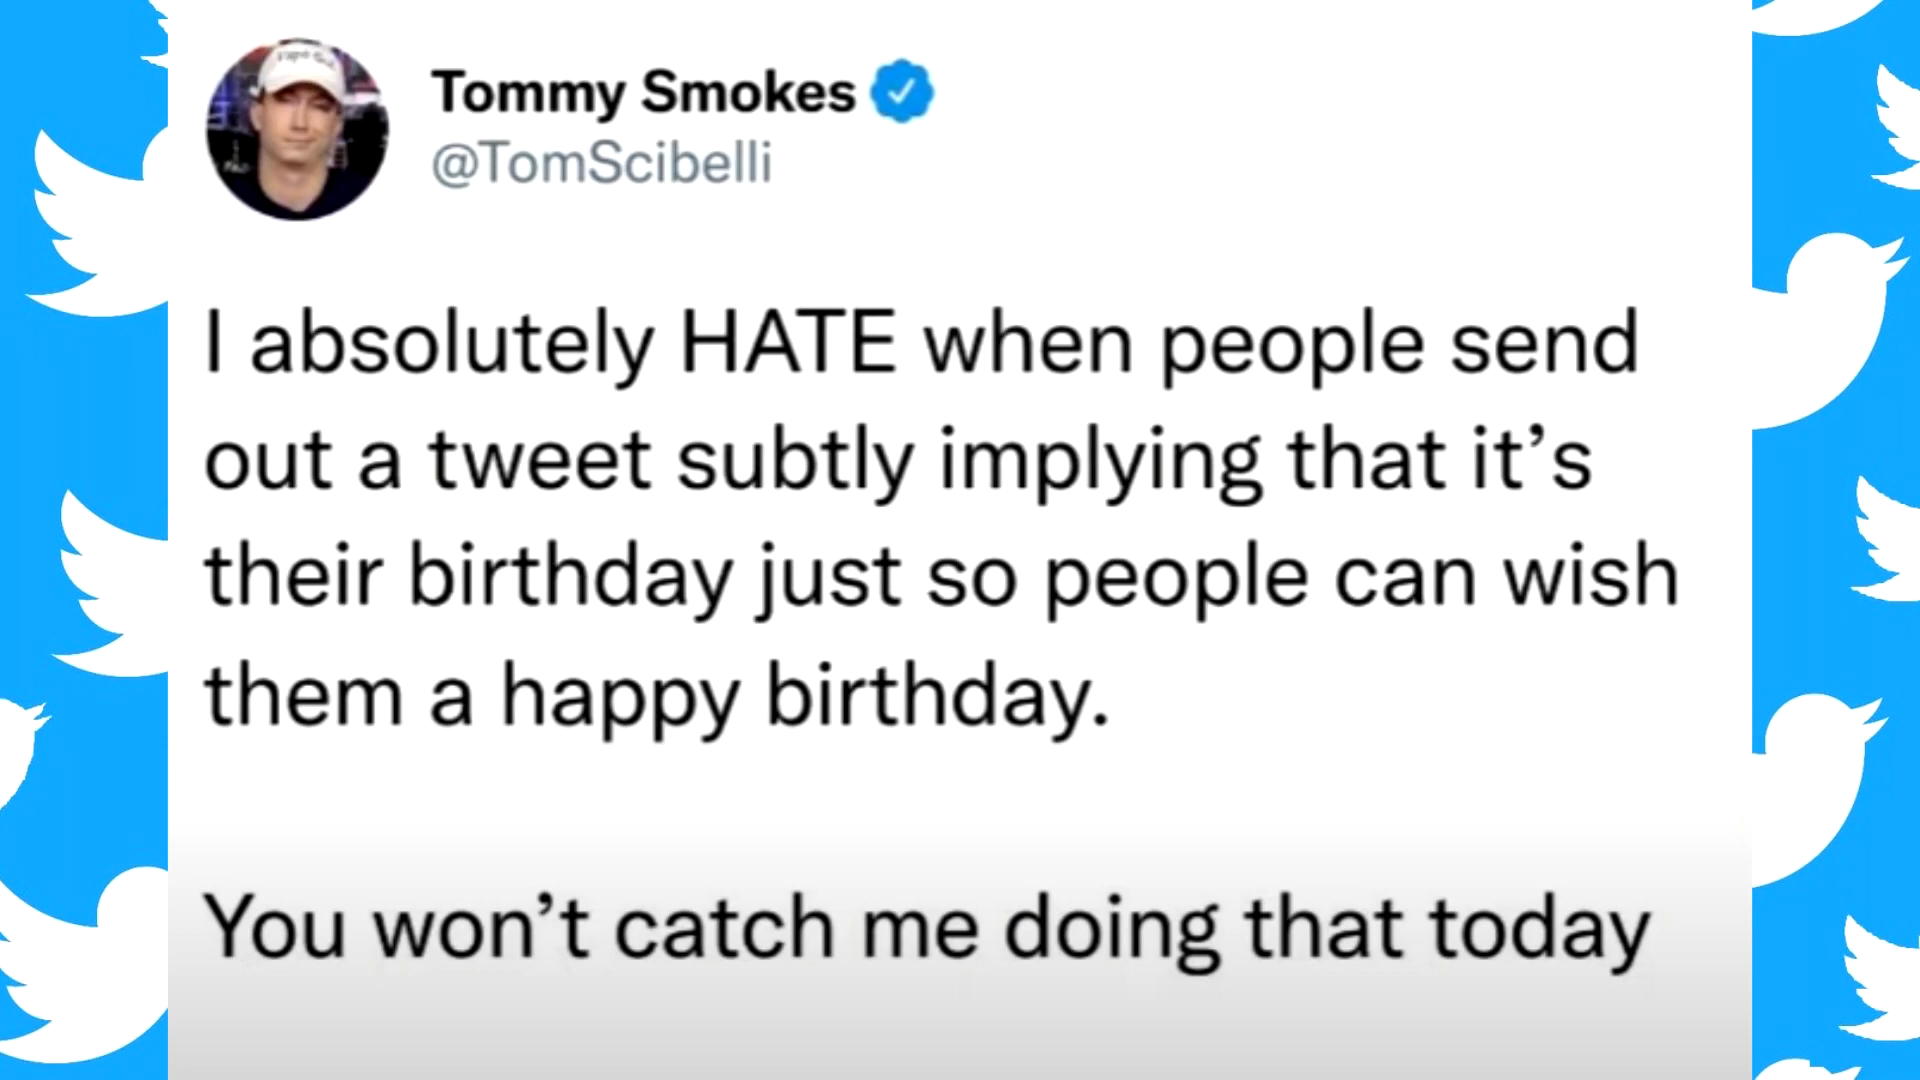 Tommy Smokes
@TomScibelli
I absolutely HATE when people send
out a tweet subtly implying that it’s
their birthday just so people can wish
them a happy birthday.
You won’t catch me doing that today